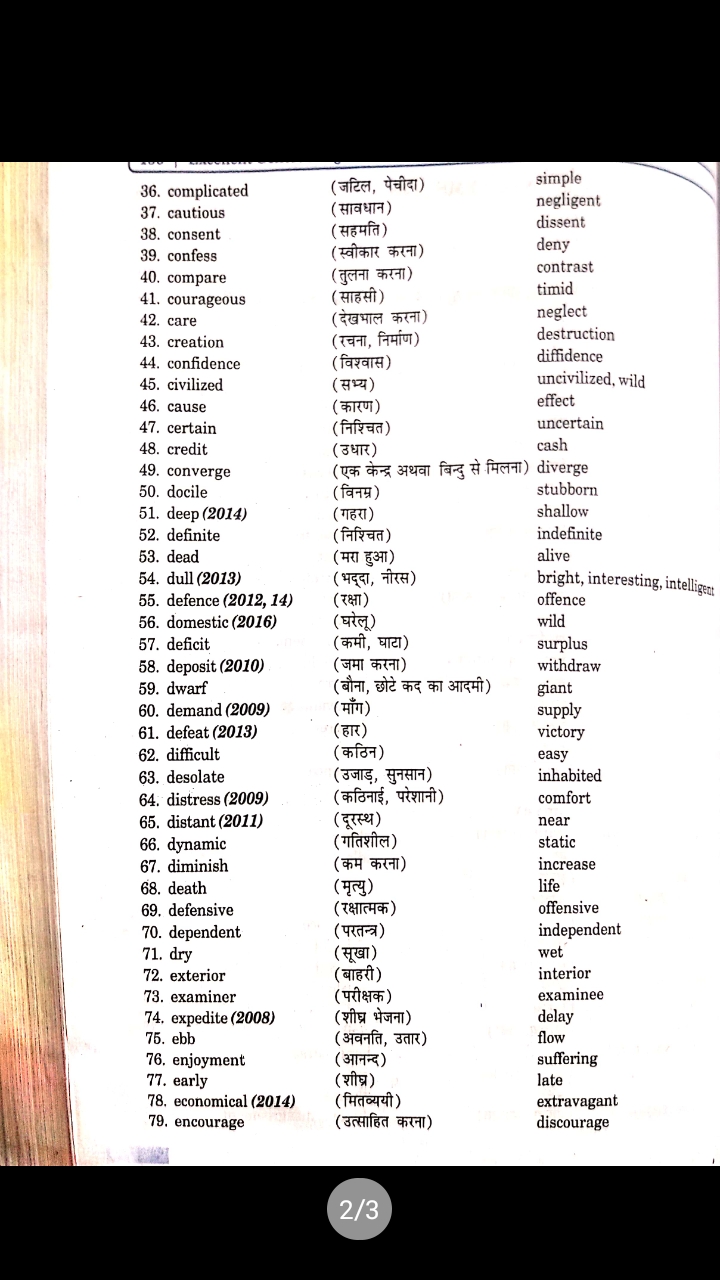 36. complicated (जटिल, पेचीदा) simple
37. cautious (सावधान) negligent
38. consent (सहमति) dissent
39. confess (स्वीकार करना) deny
40. compare (तुलना करना) contrast
41. courageous (साहसी) timid
42. care (देखभाल करना) neglect
43. creation (रचना, निर्माण) destruction
44. confidence (विश्वास) diffidence
45. civilized (सभ्य) uncivilized, wild
46. cause (कारण) effect
47. certain (निश्चित) uncertain
48. credit (उधार) cash
49. converge (एक केन्द्र अथवा बिन्दु से मिलना) diverge
50. docile (विनम्र) stubborn
51. deep (2014) (गहरा) shallow
52. definite (निश्चित) indefinite
53. dead (मरा हुआ) alive
54. dull (2013) (भद्दा, नीरस) bright, interesting, intelligent
55. defence (2012, 14) (रक्षा) offence
56. domestic (2016) (घरेलू) wild
57. deficit (कमी, घाटा) surplus
58. deposit (2010) (जमा करना) withdraw
59. dwarf (बौना, छोटे कद का आदमी) giant
60. demand (2009) (माँग) supply
61. defeat (2013) (हार) victory
62. difficult (कठिन) easy
63. desolate (उजाड़, सुनसान) inhabited
64. distress (2009) (कठिनाई, परेशानी) comfort
65. distant (2011) (दूरस्थ) near
66. dynamic (गतिशील) static
67. diminish (कम करना) increase
68. death (मृत्यु) life
69. defensive (रक्षात्मक) offensive
70. dependent (परतन्त्र) independent
71. dry (सूखा) wet
72. exterior (बाहरी) interior
73. examiner (परीक्षक) examinee
74. expedite (2008) (शीघ्र भेजना) delay
75. ebb (अवनति, उतार) flow
76. enjoyment (आनन्द) suffering
77. early (शीघ्र) late
78. economical (2014) (मितव्ययी) extravagant
79. encourage (उत्साहित करना) discourage
2/3